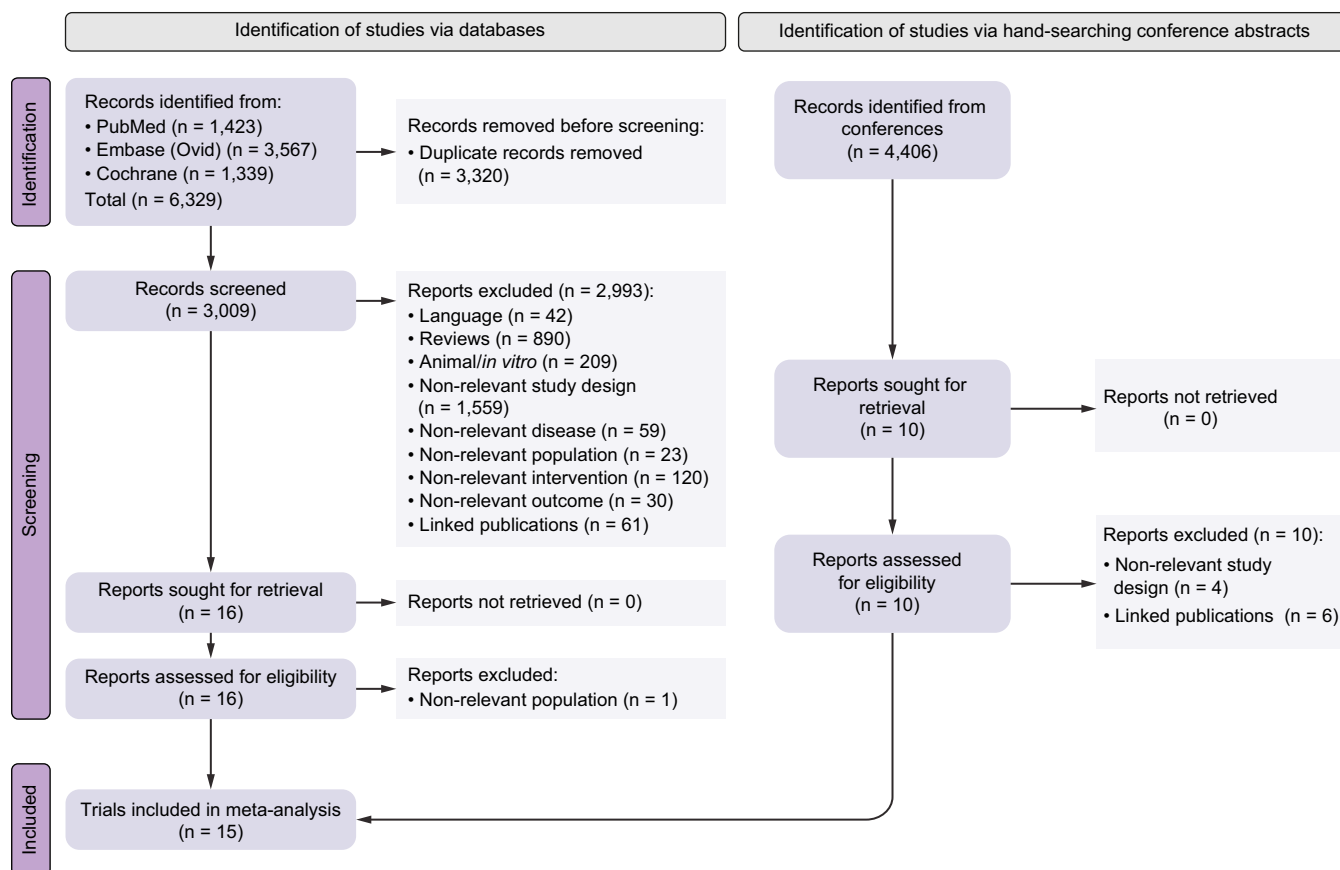 Identification of studies via databases
Identification of studies via hand-searching conference abstracts
Identification
Records identified from:
• PubMed (n = 1,423)
• Embase (Ovid) (n = 3,567)
• Cochrane (n = 1,339)
Total (n = 6,329)
Records removed before screening:
• Duplicate records removed
(n = 3,320)
Records identified from
conferences
(n = 4,406)
Screening
Records screened
(n = 3,009)
Reports excluded (n = 2,993):
• Language (n = 42)
• Reviews (n = 890)
• Animal/in vitro (n = 209)
• Non-relevant study design
(n = 1,559)
• Non-relevant disease (n = 59)
• Non-relevant population (n = 23)
• Non-relevant intervention (n = 120)
• Non-relevant outcome (n = 30)
• Linked publications (n = 61)
Reports sought for
retrieval
(n = 10)
Reports not retrieved
(n = 0)
Reports sought for retrieval
(n = 16)
Reports not retrieved (n = 0)
Reports assessed
for eligibility
(n = 10)
Reports excluded (n = 10):
• Non-relevant study
design (n = 4)
• Linked publications (n = 6)
Reports assessed for eligibility
(n = 16)
Reports excluded:
• Non-relevant population (n = 1)
Included
Trials included in meta-analysis
(n = 15)